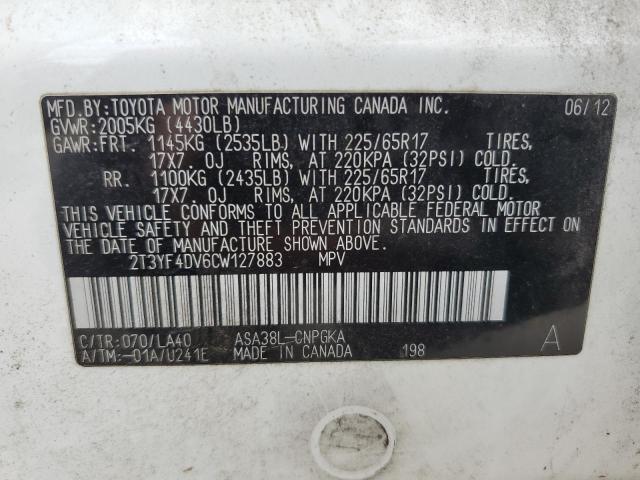 MFD.BY:TOYOTA MOTOR MANUFACTURING CANADA INC. 06/12
GVWR:2005KG (4430LB)
GAWR:FRT. 1145KG (2535LB) WITH 225/65R17 TIRES,
17X7.0J RIMS, AT 220KPA (32PSI) COLD.
RR. 1100KG (2435LB) WITH 225/65R17 TIRES,
17X7.0J RIMS, AT 220KPA (32PSI) COLD.
THIS VEHICLE CONFORMS TO ALL APPLICABLE FEDERAL MOTOR
VEHICLE SAFETY AND THEFT PREVENTION STANDARDS IN EFFECT ON
THE DATE OF MANUFACTURE SHOWN ABOVE.
2T3YF4DV6CW127883 MPV
C/TR:070/LA40 ASA38L-CNPGKA
A/TM:-01A/U241E MADE IN CANADA 198 A